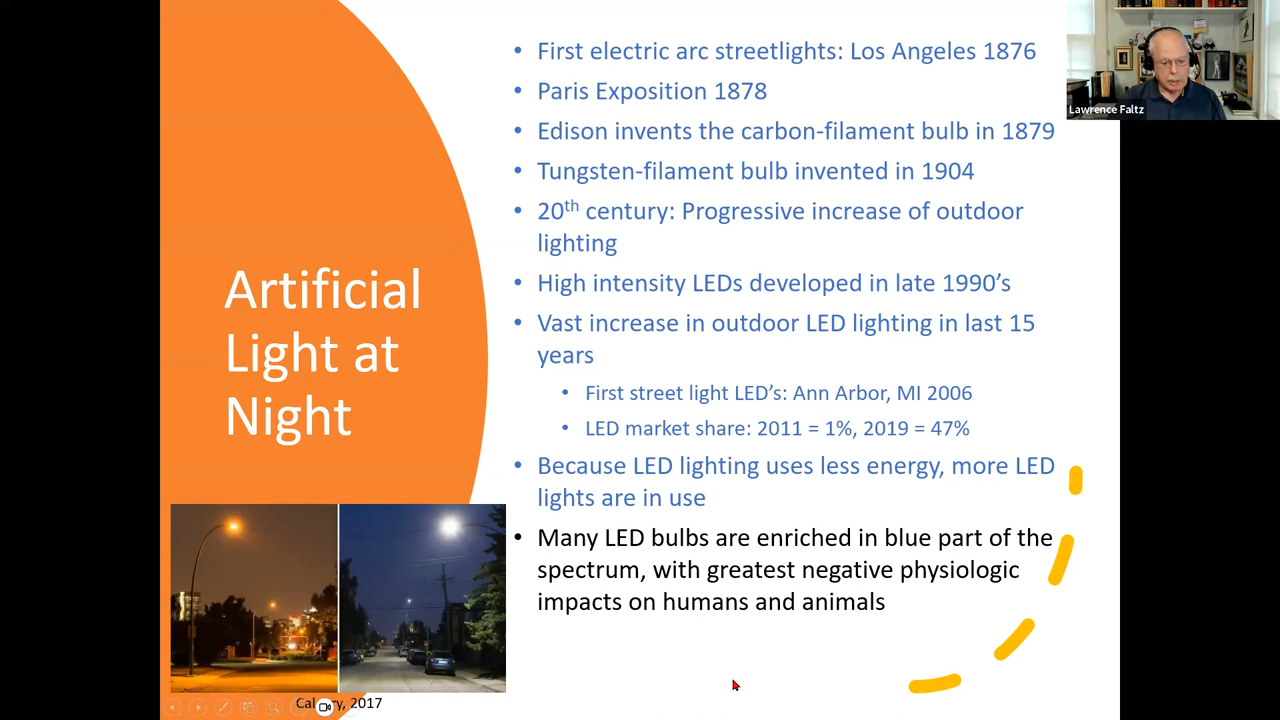 Artificial
Light at
Night
• First electric arc streetlights: Los Angeles 1876
• Paris Exposition 1878
• Edison invents the carbon-filament bulb in 1879
• Tungsten-filament bulb invented in 1904
• 20th century: Progressive increase of outdoor
lighting
• High intensity LEDs developed in late 1990’s
• Vast increase in outdoor LED lighting in last 15
years
• First street light LED’s: Ann Arbor, MI 2006
• LED market share: 2011 = 1%, 2019 = 47%
• Because LED lighting uses less energy, more LED
lights are in use
• Many LED bulbs are enriched in blue part of the
spectrum, with greatest negative physiologic
impacts on humans and animals
2017
Lawrence Faltz